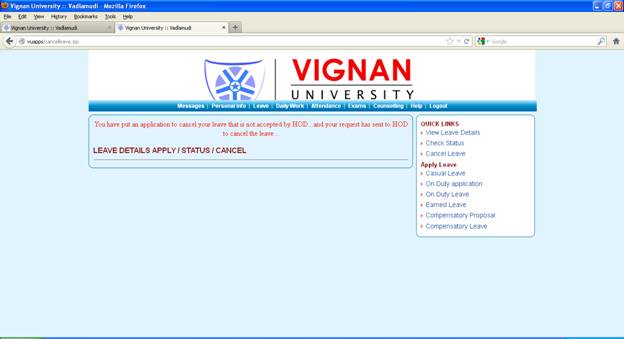 Vignan University :: Vadlamudi - Mozilla Firefox
File Edit View History Bookmarks Tools Help
Vignan University :: Vadlamudi × Vignan University :: Vadlamudi × +
vuapps/cancelleave.jsp Google
VIGNAN
UNIVERSITY
Messages | Personal Info | Leave | Daily Work | Attendance | Exams | Counselling | Help | Logout
You have put an application to cancel your leave that is not accepted by HOD...and your request has sent to HOD
to cancel the leave...
LEAVE DETAILS APPLY / STATUS / CANCEL
QUICK LINKS
View Leave Details
Check Status
Cancel Leave
Apply Leave
Casual Leave
On Duty application
On Duty Leave
Earned Leave
Compensatory Proposal
Compensatory Leave